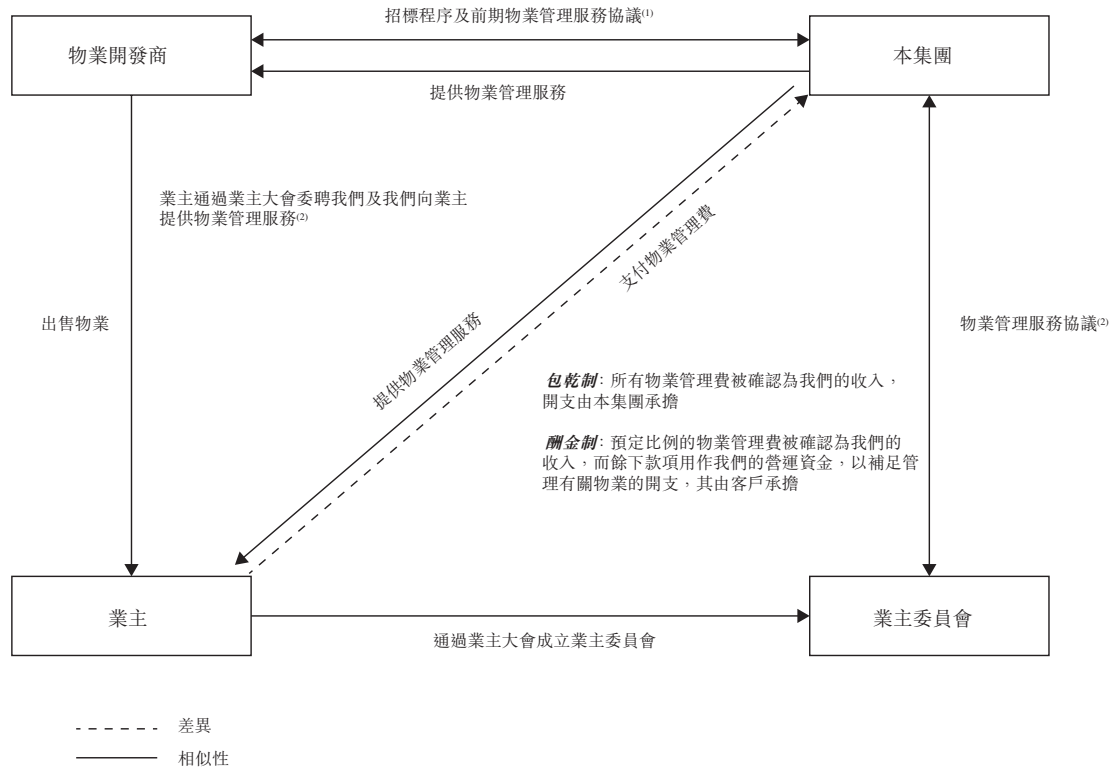 招標程序及前期物業管理服務協議(1)
物業開發商
本集團
提供物業管理服務
業主通過業主大會委聘我們及我們向業主
提供物業管理服務(2)
支付物業管理費
出售物業
提供物業管理服務
物業管理服務協議(2)
包乾制: 所有物業管理費被確認為我們的收入，
開支由本集團承擔
酬金制: 預定比例的物業管理費被確認為我們的
收入，而餘下款項用作我們的營運資金，以補足管
理有關物業的開支，其由客戶承擔
業主
業主委員會
通過業主大會成立業主委員會
差異
相似性